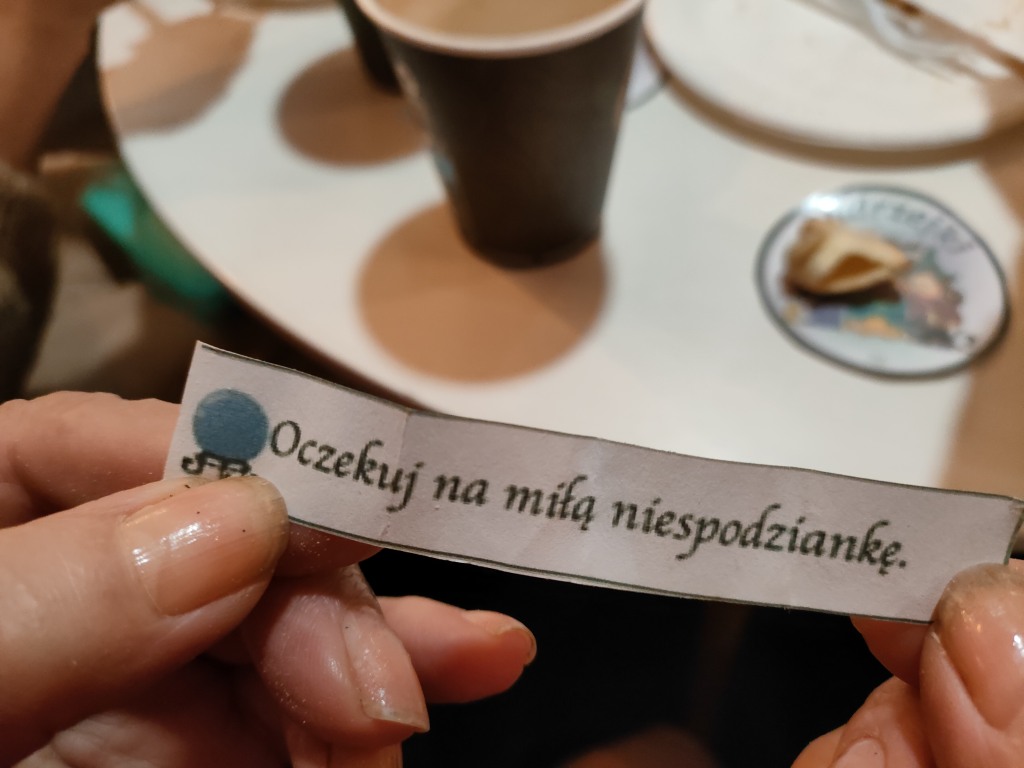 Oczekuj na miłą niespodziankę.